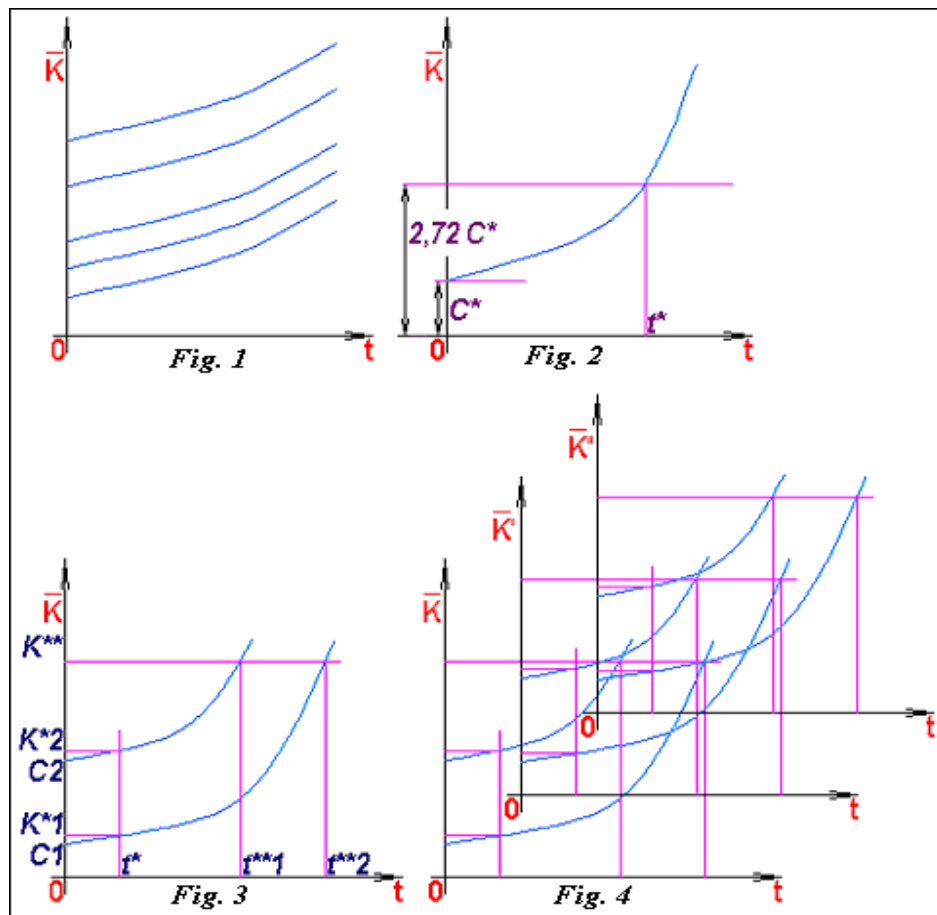 K̅
0
t
Fig. 1
K̅
2,72 C*
C*
t*
0
t
Fig. 2
K̅
K**
K*2
C2
K*1
C1
t*
t**1
t**2
0
t
Fig. 3
K̅"
0
t
K̅'
0
t
K̅
0
t
Fig. 4